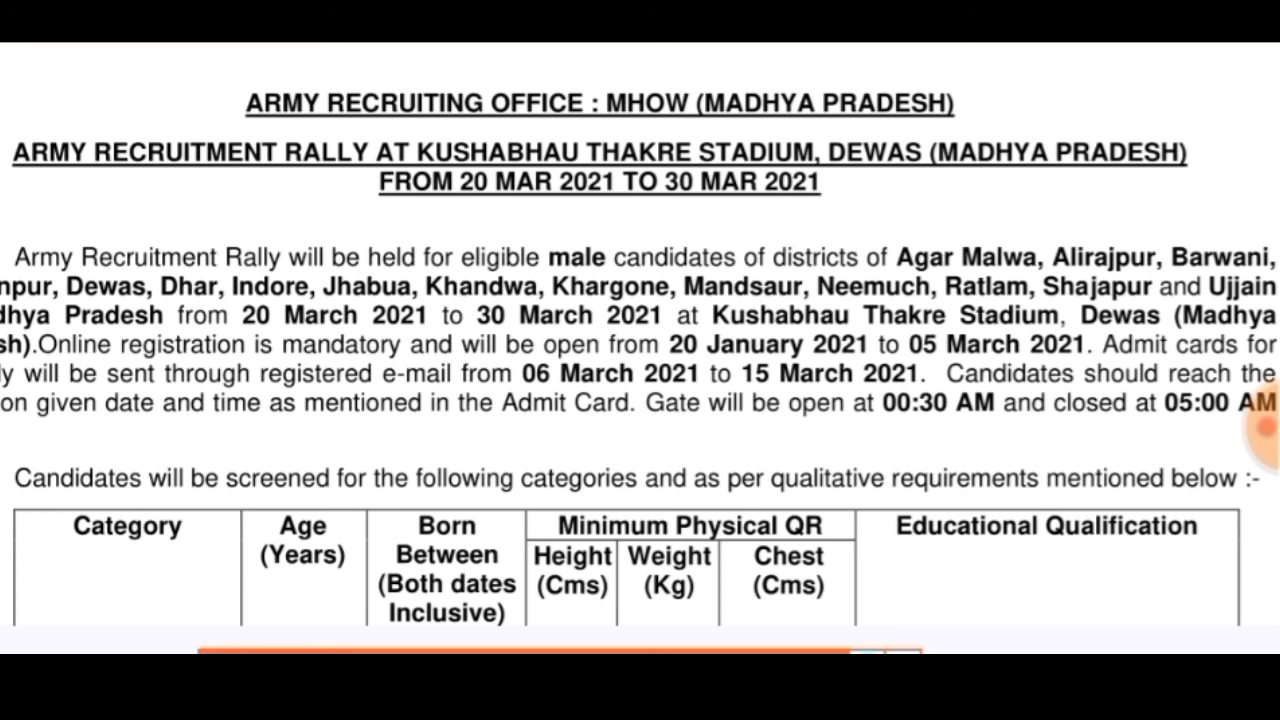 ARMY RECRUITING OFFICE : MHOW (MADHYA PRADESH)
ARMY RECRUITMENT RALLY AT KUSHABHAU THAKRE STADIUM, DEWAS (MADHYA PRADESH)
FROM 20 MAR 2021 TO 30 MAR 2021
Army Recruitment Rally will be held for eligible male candidates of districts of Agar Malwa, Alirajpur, Barwani,
npur, Dewas, Dhar, Indore, Jhabua, Khandwa, Khargone, Mandsaur, Neemuch, Ratlam, Shajapur and Ujjain
dhya Pradesh from 20 March 2021 to 30 March 2021 at Kushabhau Thakre Stadium, Dewas (Madhya
sh).Online registration is mandatory and will be open from 20 January 2021 to 05 March 2021. Admit cards for
ly will be sent through registered e-mail from 06 March 2021 to 15 March 2021. Candidates should reach the
on given date and time as mentioned in the Admit Card. Gate will be open at 00:30 AM and closed at 05:00 AM
Candidates will be screened for the following categories and as per qualitative requirements mentioned below :-
Category Age Born Minimum Physical QR Educational Qualification
(Years) Between Height Weight Chest
(Both dates (Cms) (Kg) (Cms)
Inclusive)